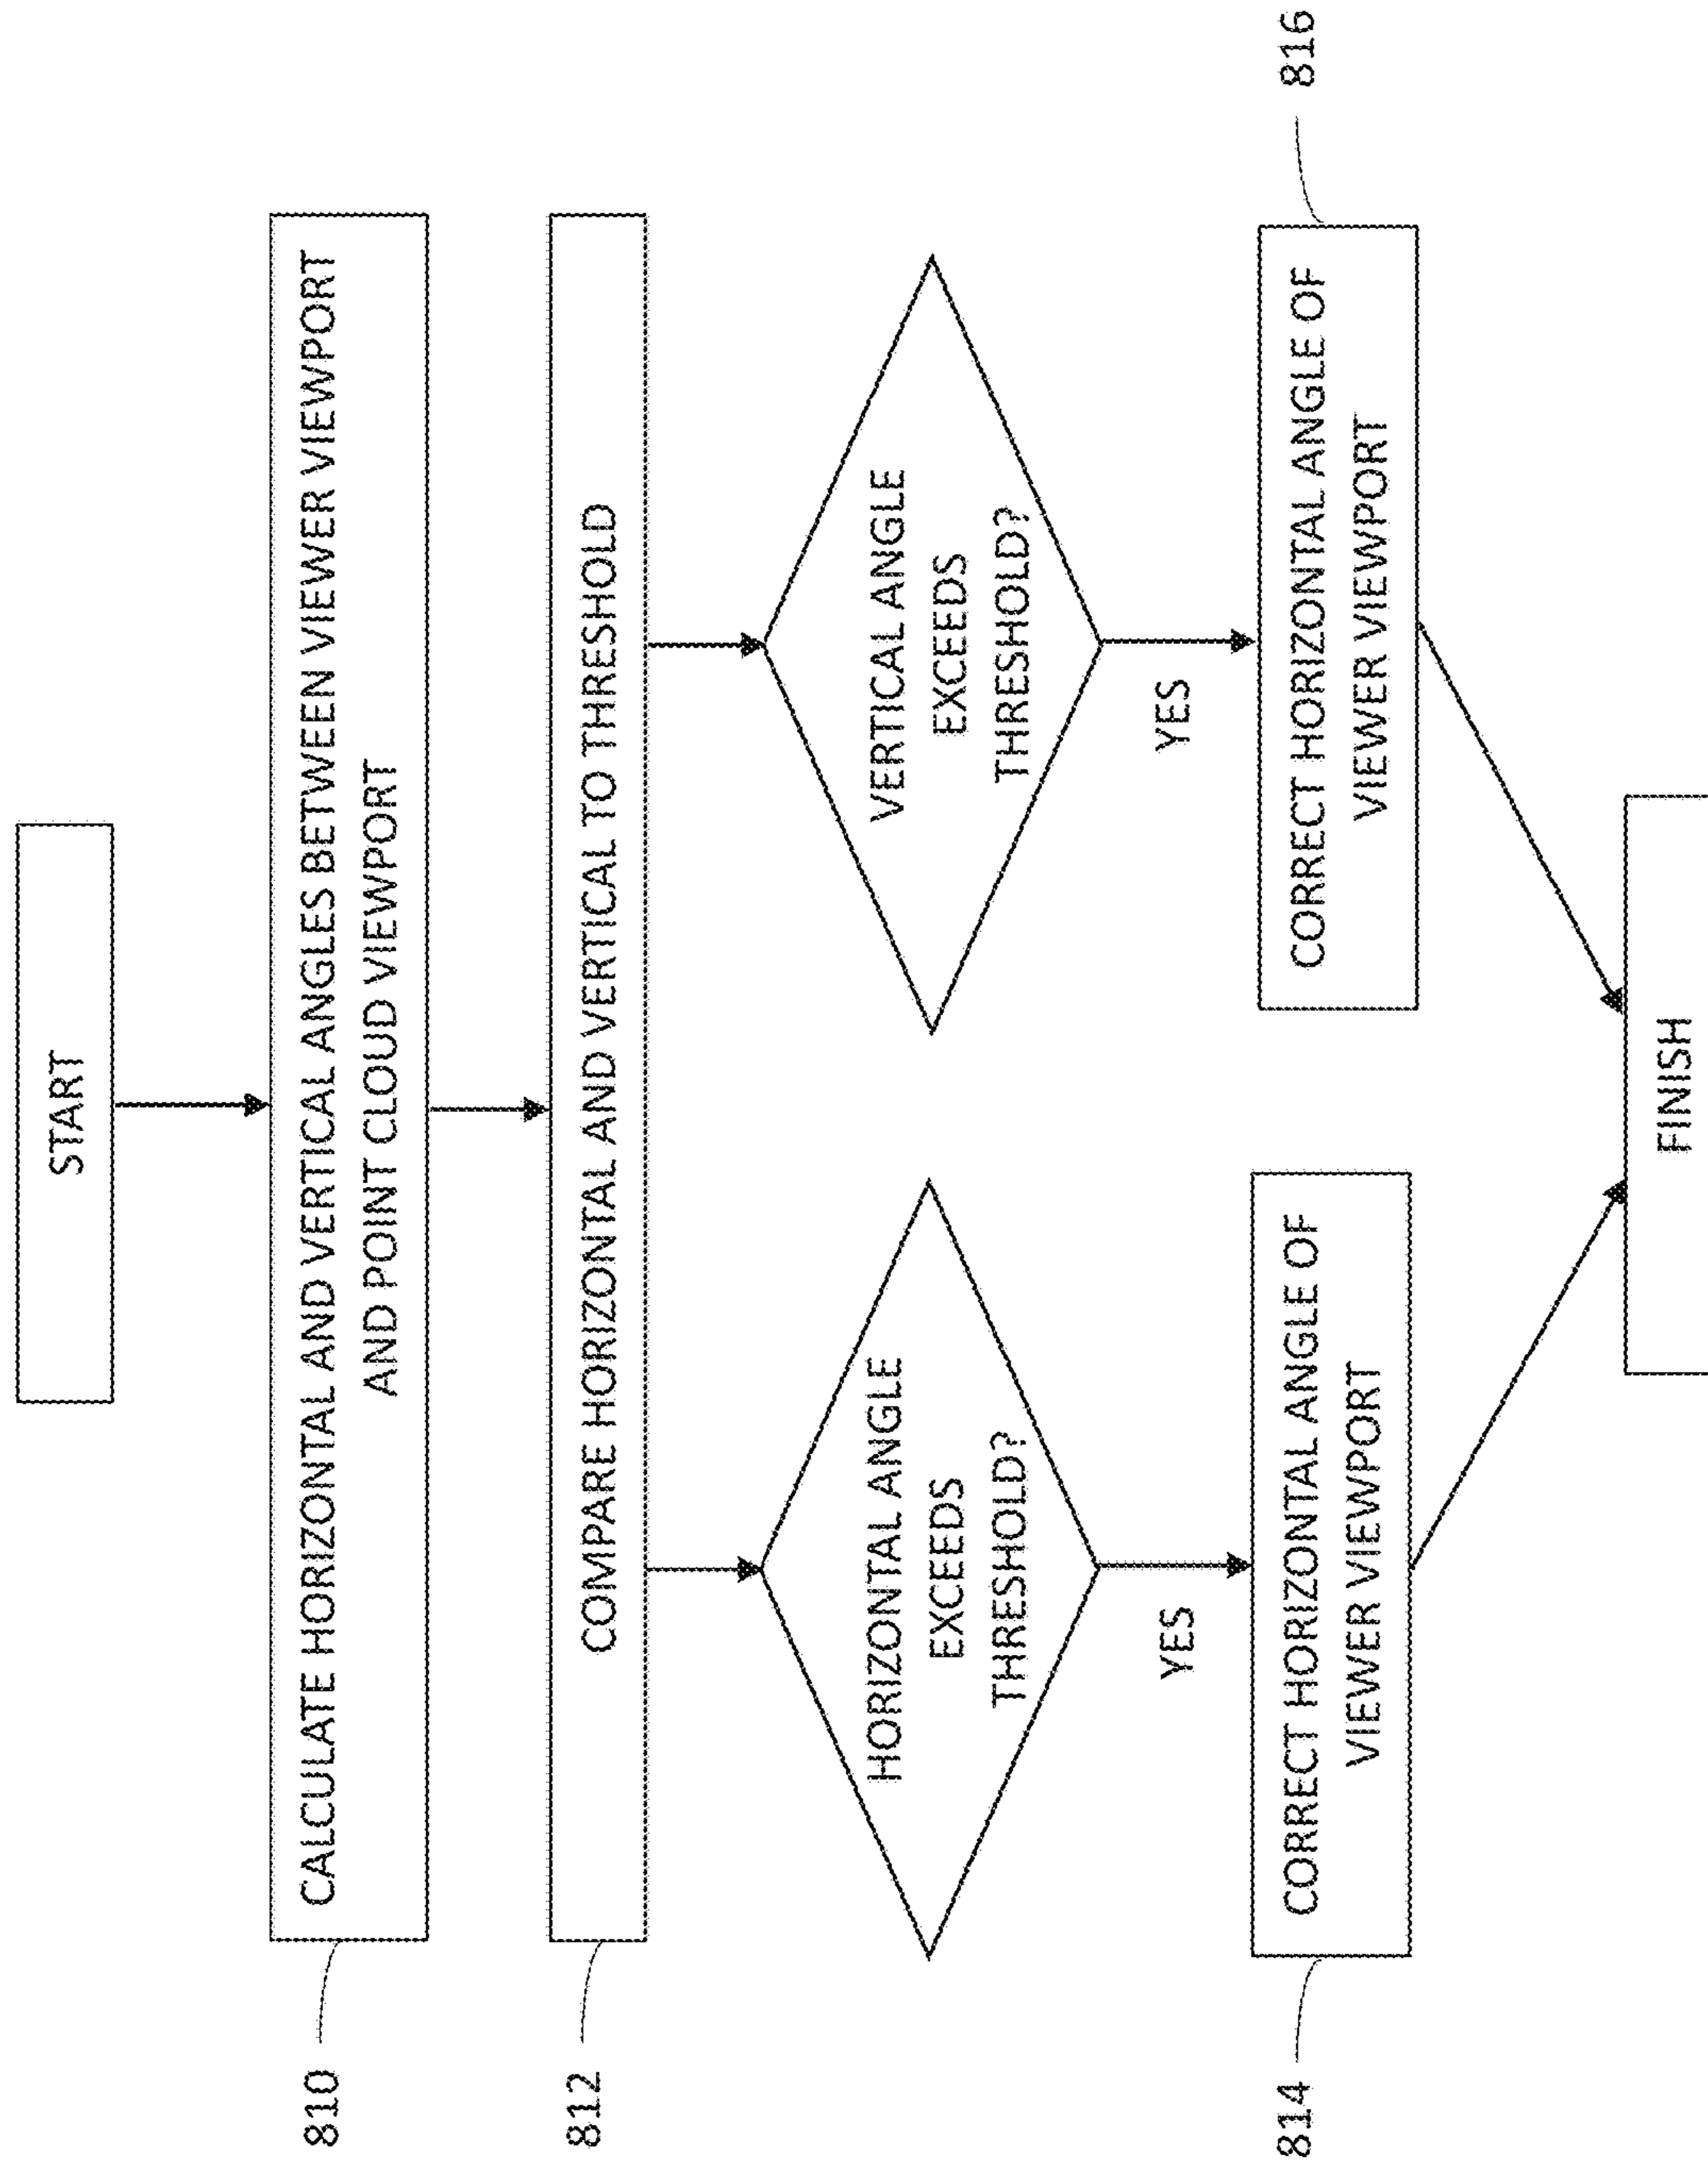 START
810
CALCULATE HORIZONTAL AND VERTICAL ANGLES BETWEEN VIEWER VIEWPORT
AND POINT CLOUD VIEWPORT
812
COMPARE HORIZONTAL AND VERTICAL TO THRESHOLD
HORIZONTAL ANGLE
EXCEEDS
THRESHOLD?
VERTICAL ANGLE
EXCEEDS
THRESHOLD?
YES
YES
814
CORRECT HORIZONTAL ANGLE OF
VIEWER VIEWPORT
816
CORRECT HORIZONTAL ANGLE OF
VIEWER VIEWPORT
FINISH